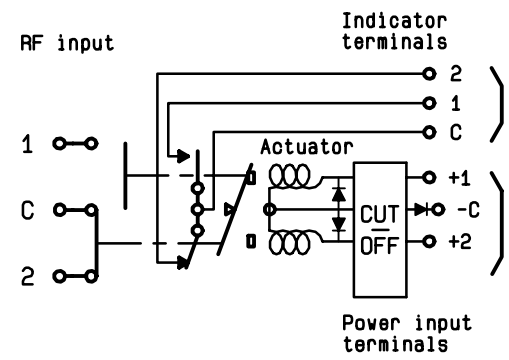 Indicator
terminals
RF input
2
1
C
1
Actuator
+1
C
CUT
OFF
-C
+2
2
Power input
terminals